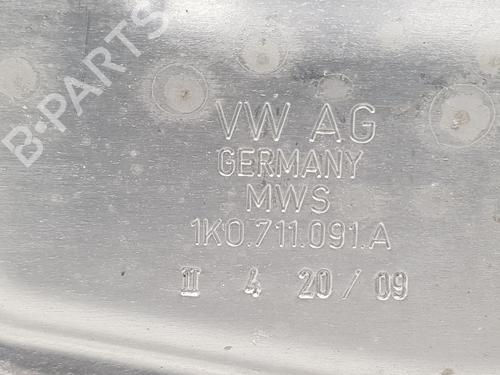 B-PARTS
VW AG
GERMANY
MWS
1K0.711.091.A
II 4 20/09